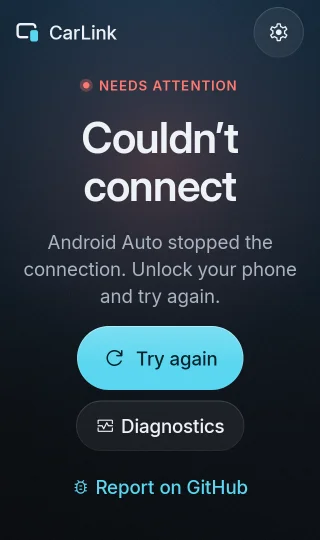 CarLink
NEEDS ATTENTION
Couldn’t
connect
Android Auto stopped the
connection. Unlock your phone
and try again.
Try again
Diagnostics
Report on GitHub